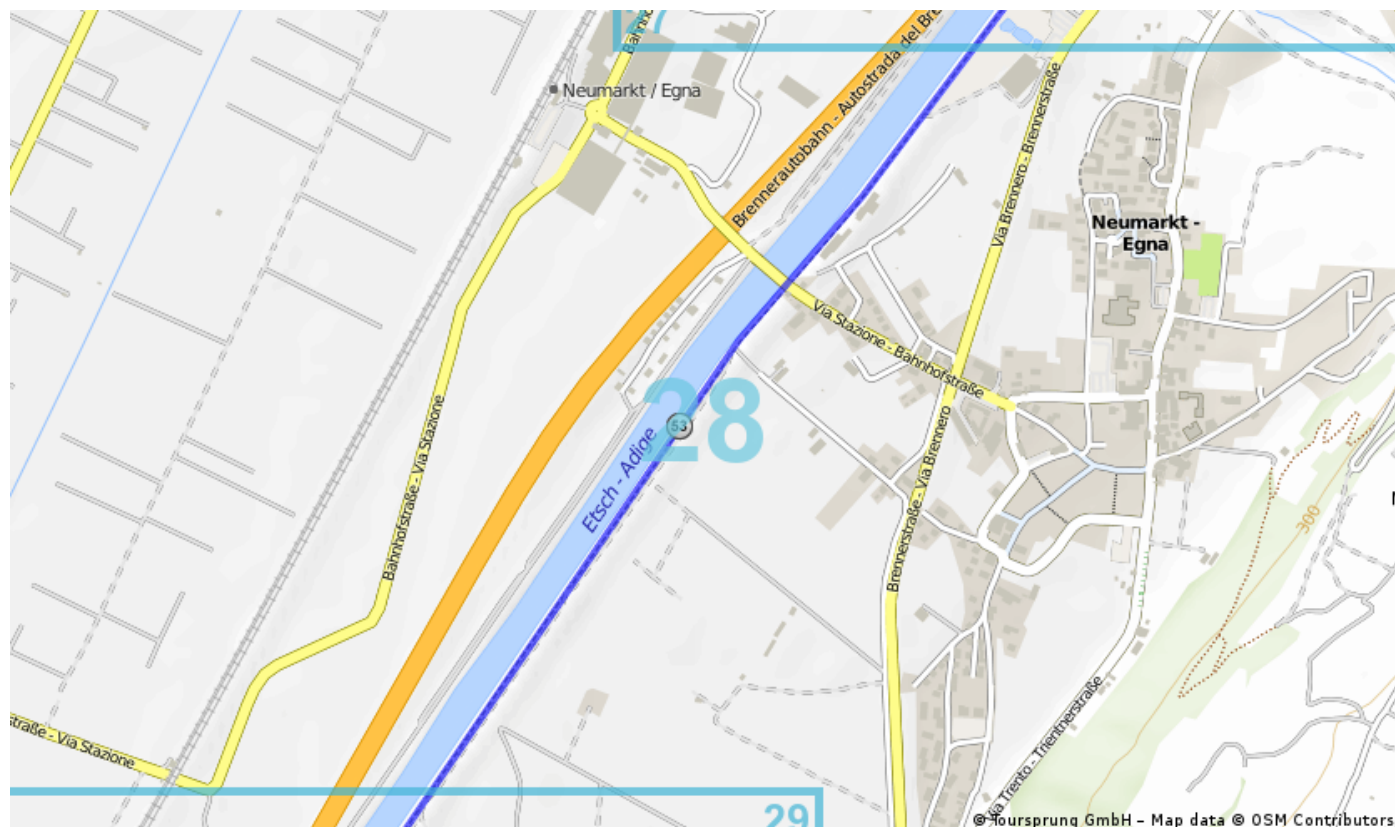 27
Bahnho
Neumarkt / Egna
Brennerautobahn - Autostrada del Bre
Via Brennero - Brennerstraße
Neumarkt -
Egna
Via Stazione - Bahnhofstraße
28
53
Etsch - Adige
Bahnhofstraße - Via Stazione
Brennerstraße - Via Brennero
300
N
straße - Via Stazione
Via Trento - Trientnerstraße
29
© Toursprung GmbH – Map data © OSM Contributors